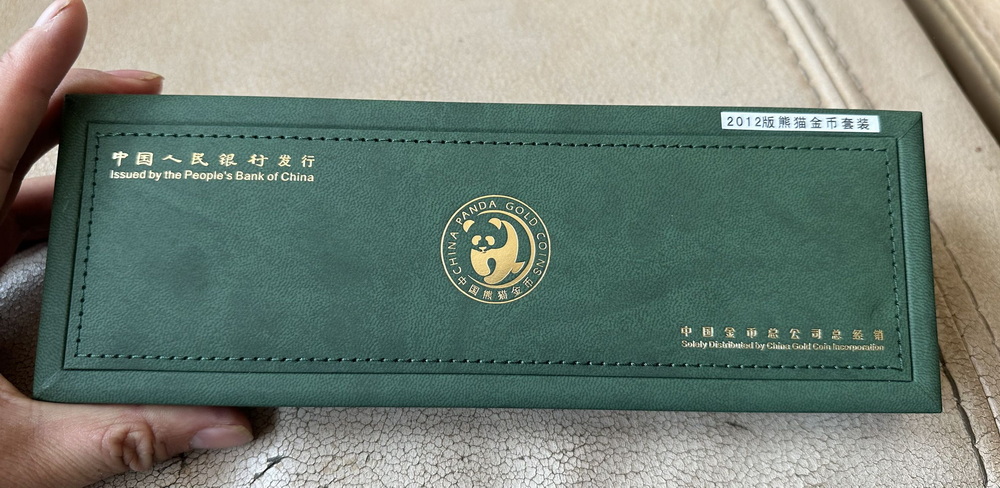 2012版熊猫金币套装
中国人民银行发行
Issued by the People's Bank of China
CHINA PANDA GOLD COINS
中国熊猫金币
中国金币总公司总经销
Solely Distributed by China Gold Coin Incorporation